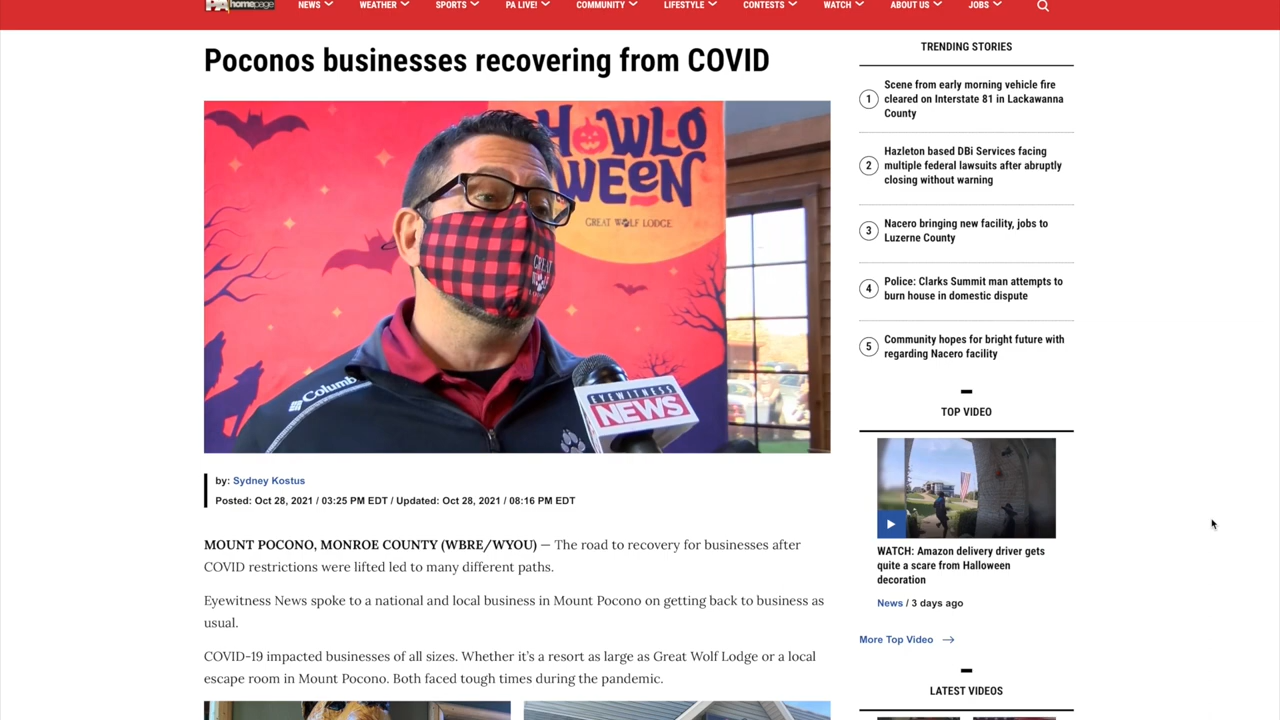 PA homepage
NEWS
WEATHER
SPORTS
PA LIVE!
COMMUNITY
LIFESTYLE
CONTESTS
WATCH
ABOUT US
JOBS
Poconos businesses recovering from COVID
HOWLO
WEEN
GREAT WOLF LODGE
GREAT
Columbia
EYEWITNESS
NEWS
by: Sydney Kostus
Posted: Oct 28, 2021 / 03:25 PM EDT / Updated: Oct 28, 2021 / 08:16 PM EDT
MOUNT POCONO, MONROE COUNTY (WBRE/WYOU) — The road to recovery for businesses after
COVID restrictions were lifted led to many different paths.
Eyewitness News spoke to a national and local business in Mount Pocono on getting back to business as
usual.
COVID-19 impacted businesses of all sizes. Whether it’s a resort as large as Great Wolf Lodge or a local
escape room in Mount Pocono. Both faced tough times during the pandemic.
TRENDING STORIES
1
Scene from early morning vehicle fire
cleared on Interstate 81 in Lackawanna
County
2
Hazleton based DBi Services facing
multiple federal lawsuits after abruptly
closing without warning
3
Nacero bringing new facility, jobs to
Luzerne County
4
Police: Clarks Summit man attempts to
burn house in domestic dispute
5
Community hopes for bright future with
regarding Nacero facility
TOP VIDEO
WATCH: Amazon delivery driver gets
quite a scare from Halloween
decoration
News / 3 days ago
More Top Video
LATEST VIDEOS